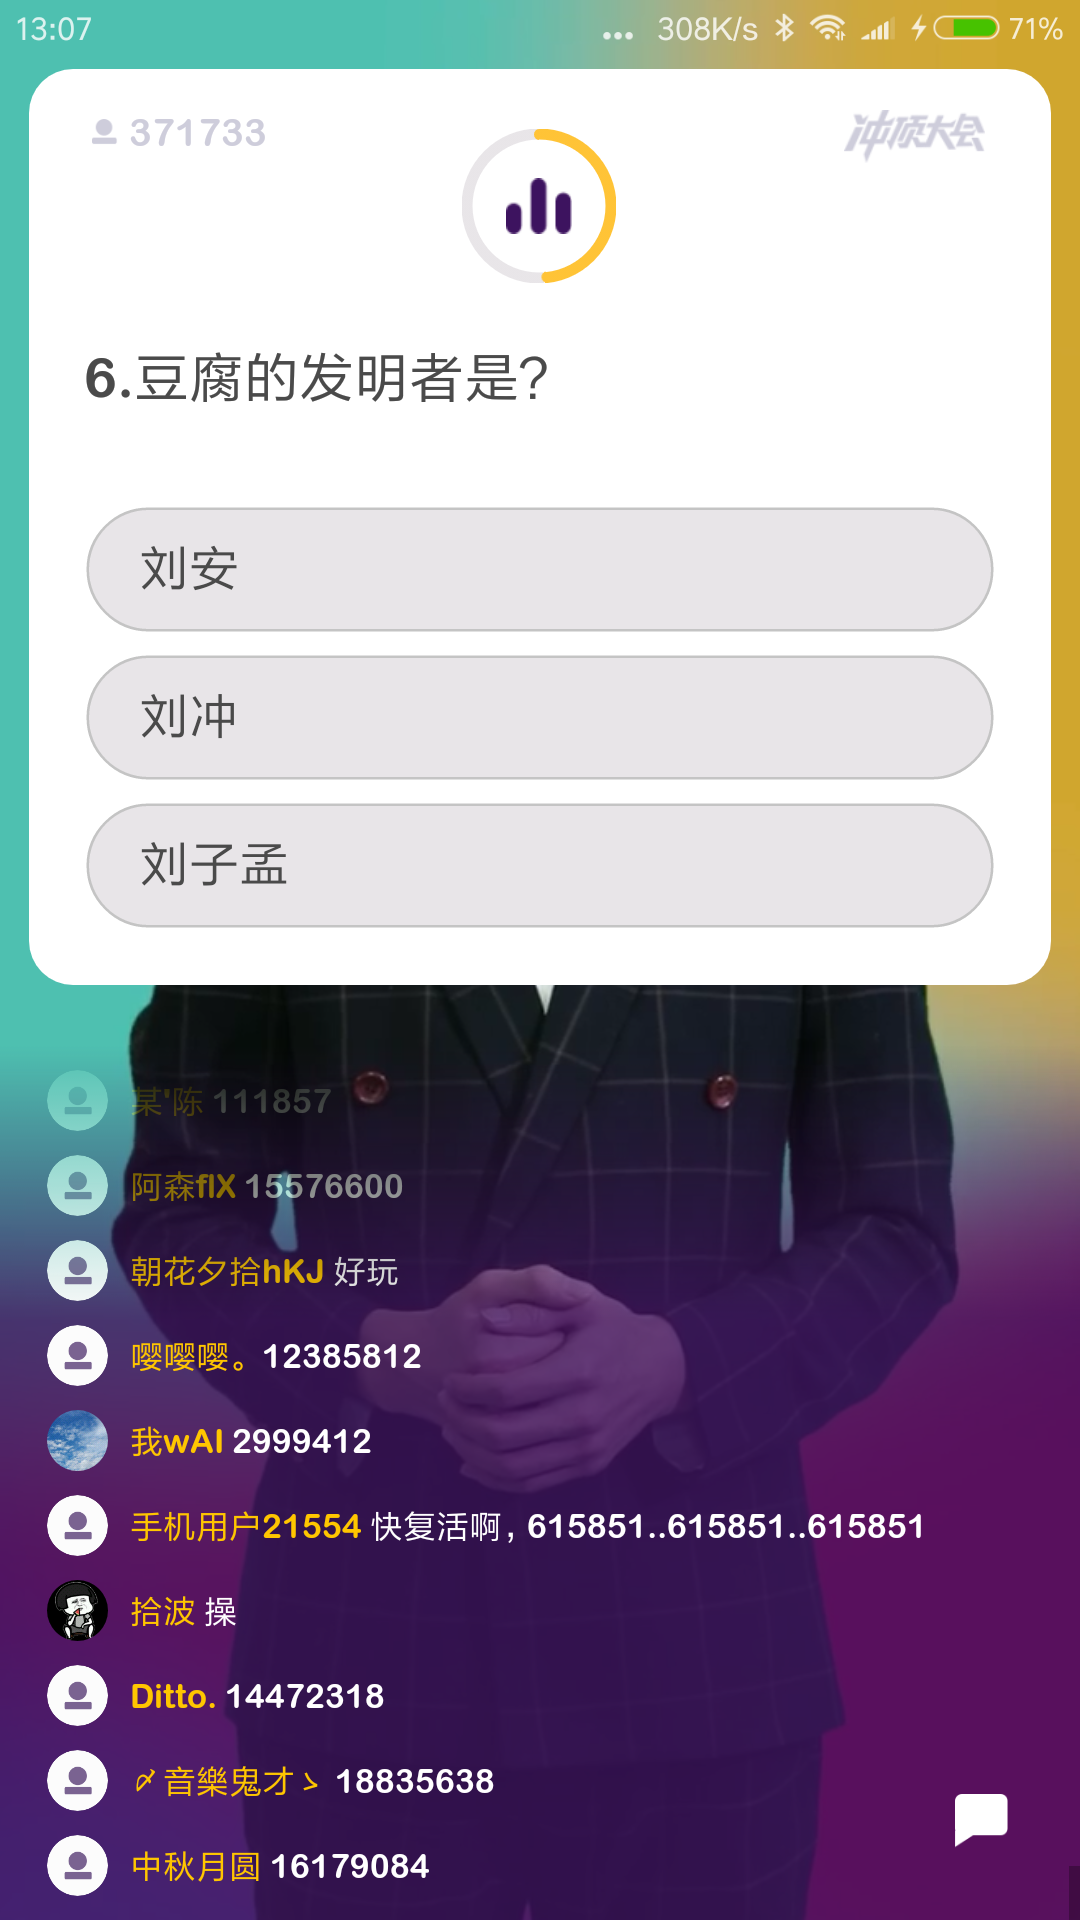 13:07 ... 308K/s 71%
371733 冲顶大会
6.豆腐的发明者是?
刘安
刘冲
刘子孟
某'陈 111857
阿森flX 15576600
朝花夕拾hKJ 好玩
嘤嘤嘤。12385812
我wAI 2999412
手机用户21554 快复活啊, 615851..615851..615851
拾波 操
Ditto. 14472318
〆音樂鬼才ゝ 18835638
中秋月圆 16179084